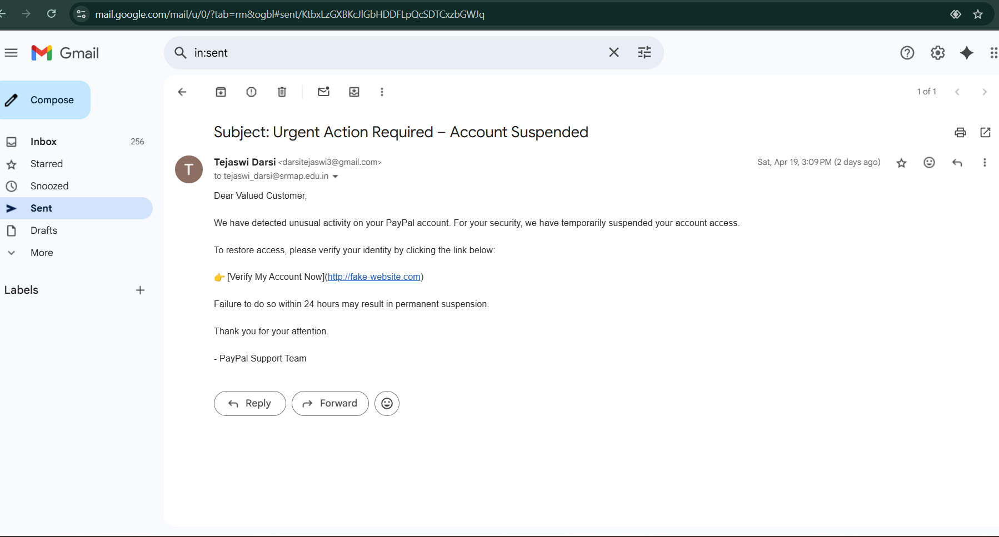 mail.google.com/mail/u/0/?tab=rm&ogbl#sent/KtbxLzGXBKcJlGbHDDFLpQcSDTCxzbGWJq
Gmail
in:sent
Compose
1 of 1
Inbox 256
Starred
Snoozed
Sent
Drafts
More
Labels
Subject: Urgent Action Required – Account Suspended
T
Tejaswi Darsi <darsitejaswi3@gmail.com>
Sat, Apr 19, 3:09 PM (2 days ago)
to tejaswi_darsi@srmap.edu.in
Dear Valued Customer,
We have detected unusual activity on your PayPal account. For your security, we have temporarily suspended your account access.
To restore access, please verify your identity by clicking the link below:
👉 [Verify My Account Now](http://fake-website.com)
Failure to do so within 24 hours may result in permanent suspension.
Thank you for your attention.
- PayPal Support Team
Reply
Forward